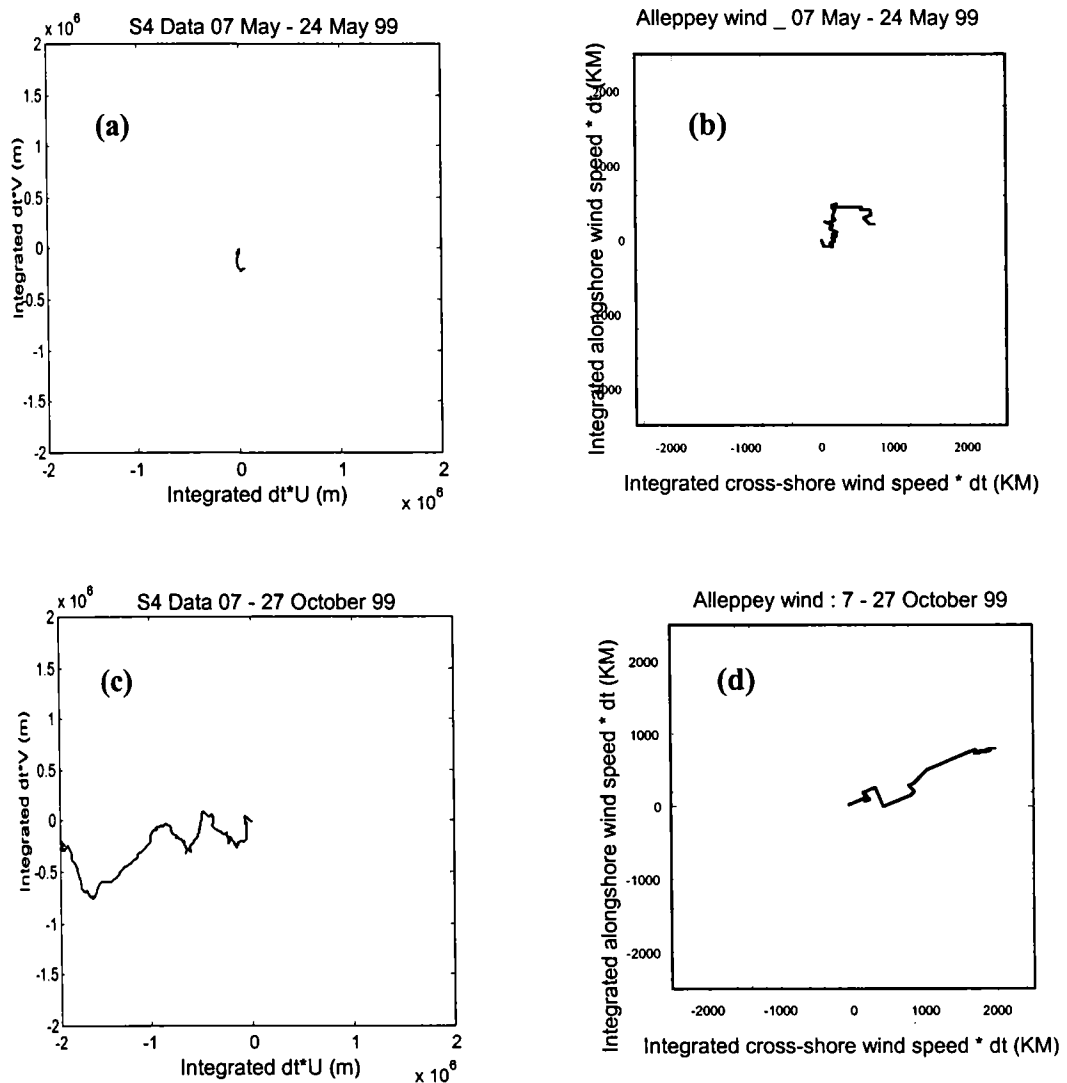 S4 Data 07 May - 24 May 99
x 10⁶
2
1.5
1
0.5
0
-0.5
-1
-1.5
-2
(a)
Integrated dt*V (m)
-2
-1
0
1
2
Integrated dt*U (m)
x 10⁶
Alleppey wind _ 07 May - 24 May 99
(b)
Integrated alongshore wind speed * dt (KM)
2000
1000
0
-1000
-2000
-2000
-1000
0
1000
2000
Integrated cross-shore wind speed * dt (KM)
S4 Data 07 - 27 October 99
x 10⁶
2
1.5
1
0.5
0
-0.5
-1
-1.5
-2
(c)
Integrated dt*V (m)
-2
-1
0
1
2
Integrated dt*U (m)
x 10⁶
Alleppey wind : 7 - 27 October 99
(d)
Integrated alongshore wind speed * dt (KM)
2000
1000
0
-1000
-2000
-2000
-1000
0
1000
2000
Integrated cross-shore wind speed * dt (KM)